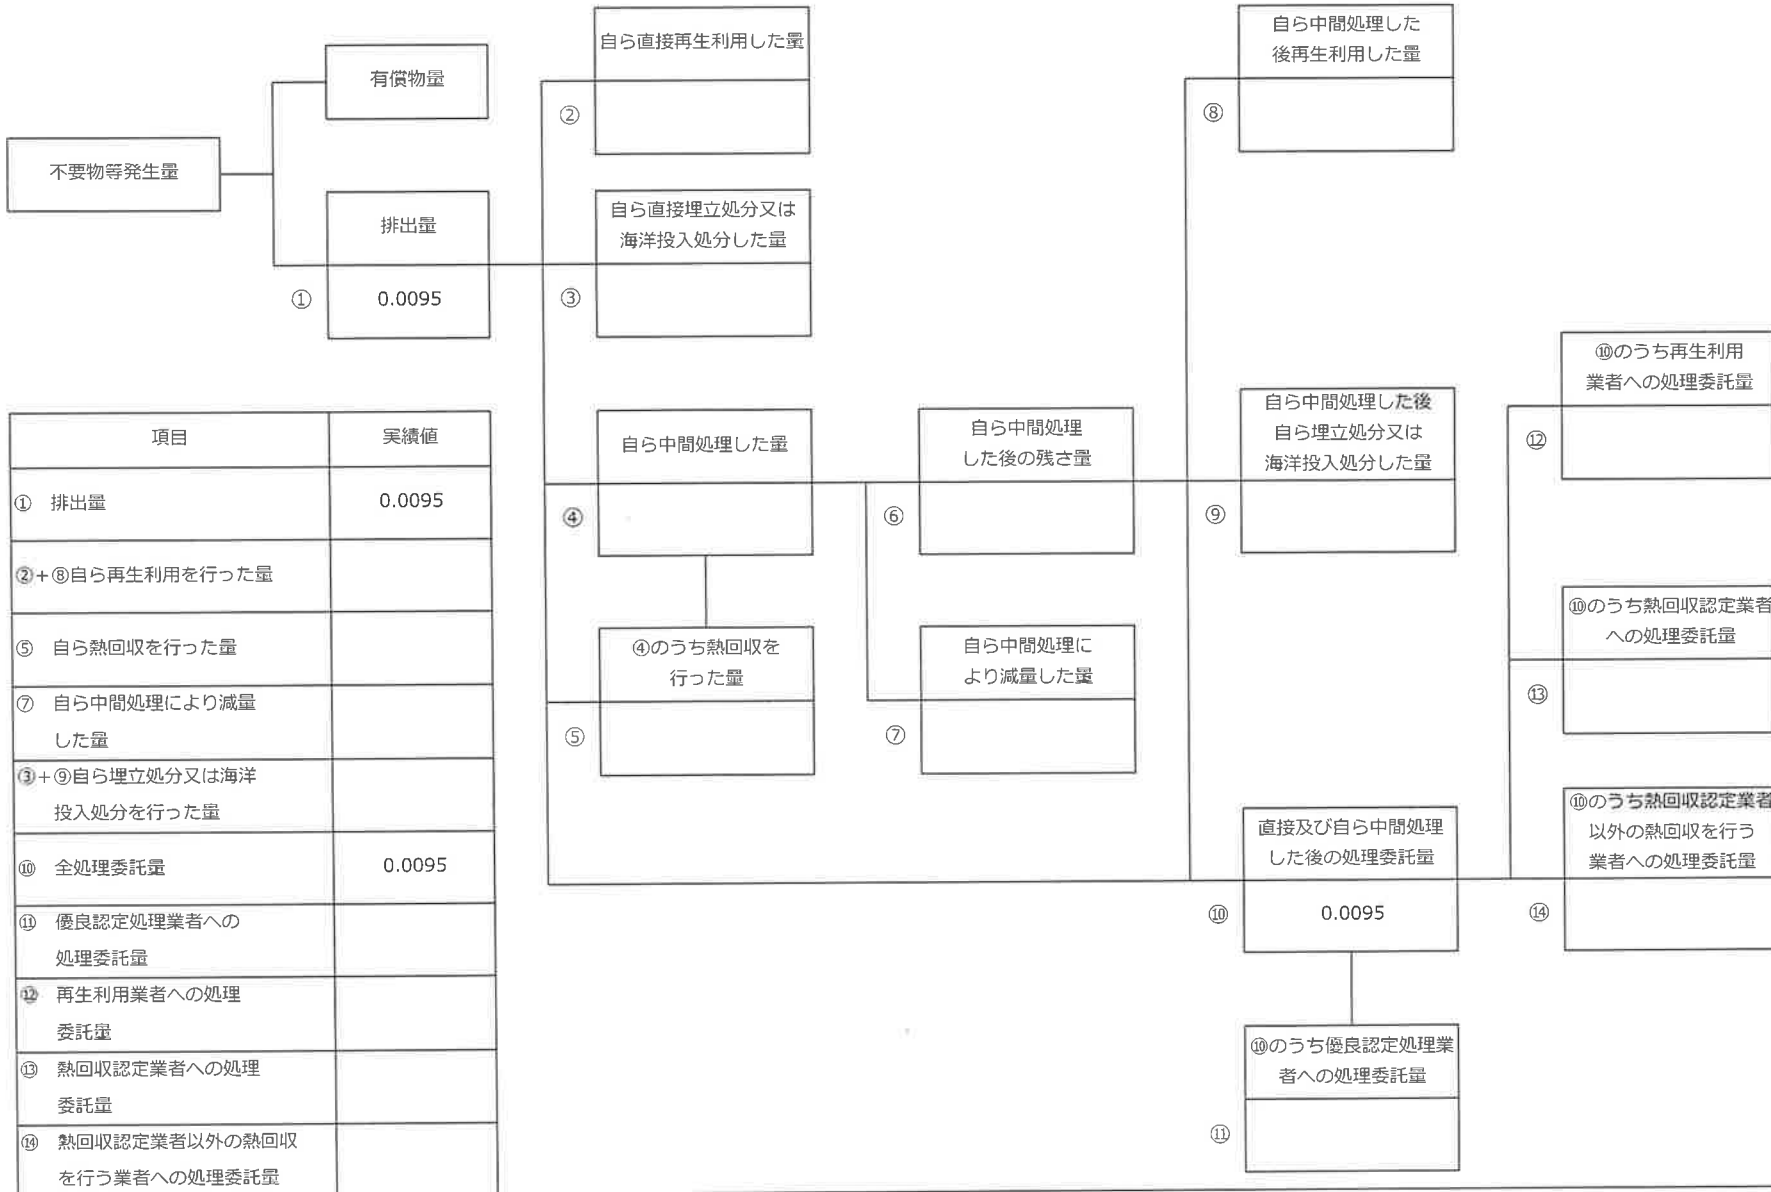 不要物等発生量
有償物量
排出量
①
0.0095
自ら直接再生利用した量
②
自ら直接埋立処分又は
海洋投入処分した量
③
自ら中間処理した量
④
④のうち熱回収を
行った量
⑤
自ら中間処理
した後の残さ量
⑥
自ら中間処理に
より減量した量
⑦
自ら中間処理した
後再生利用した量
⑧
自ら中間処理した後
自ら埋立処分又は
海洋投入処分した量
⑨
直接及び自ら中間処理
した後の処理委託量
⑩
0.0095
⑩のうち優良認定処理業
者への処理委託量
⑪
⑩のうち再生利用
業者への処理委託量
⑫
⑩のうち熱回収認定業者
への処理委託量
⑬
⑩のうち熱回収認定業者
以外の熱回収を行う
業者への処理委託量
⑭
項目 実績値
① 排出量 0.0095
②+⑧自ら再生利用を行った量
⑤ 自ら熱回収を行った量
⑦ 自ら中間処理により減量
した量
③+⑨自ら埋立処分又は海洋
投入処分を行った量
⑩ 全処理委託量 0.0095
⑪ 優良認定処理業者への
処理委託量
⑫ 再生利用業者への処理
委託量
⑬ 熱回収認定業者への処理
委託量
⑭ 熱回収認定業者以外の熱回収
を行う業者への処理委託量